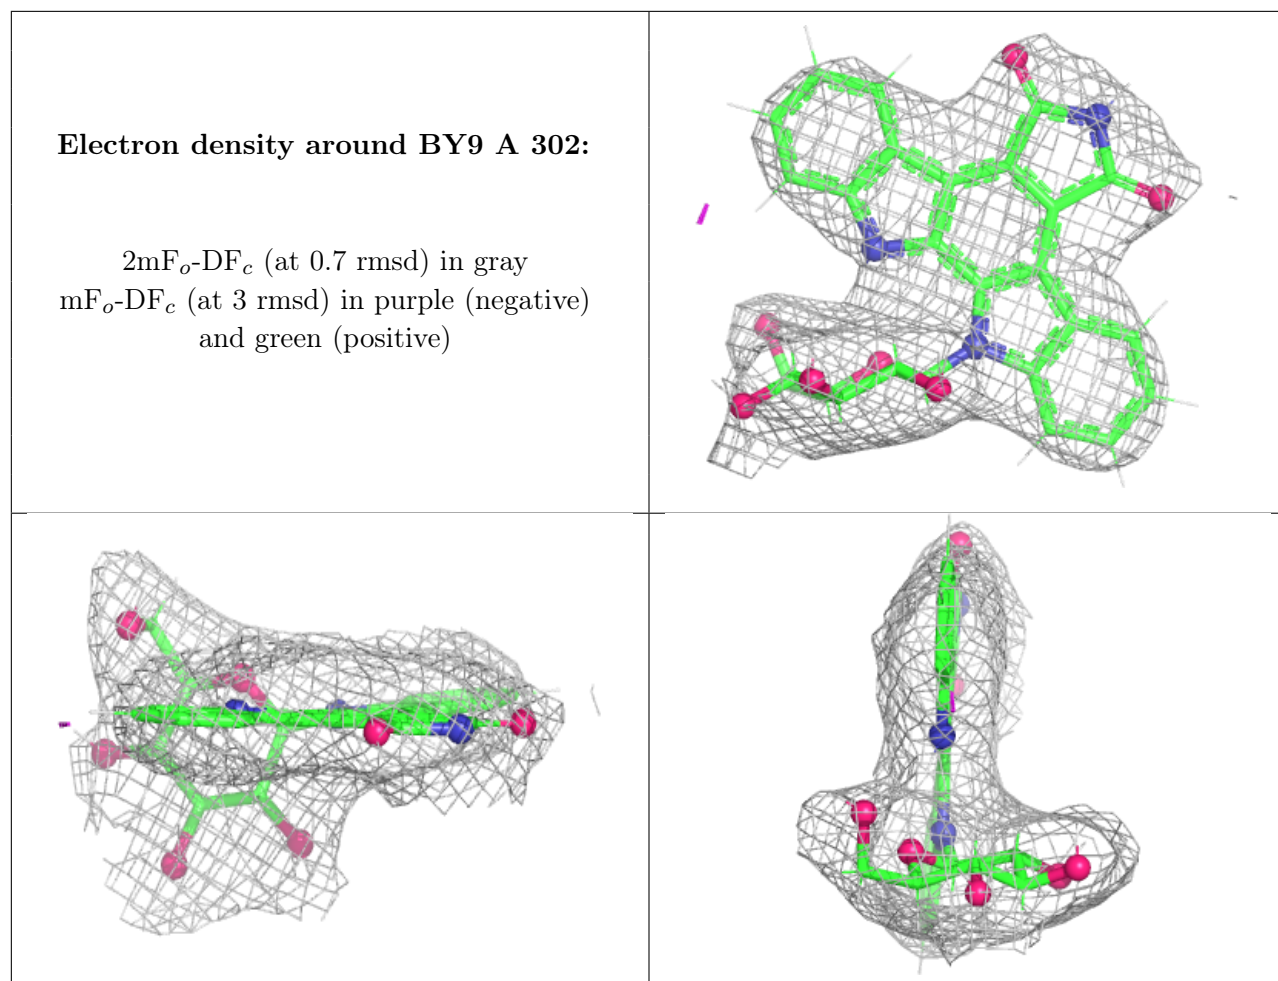 Electron density around BY9 A 302:
2mFo-DFc (at 0.7 rmsd) in gray
mFo-DFc (at 3 rmsd) in purple (negative)
and green (positive)